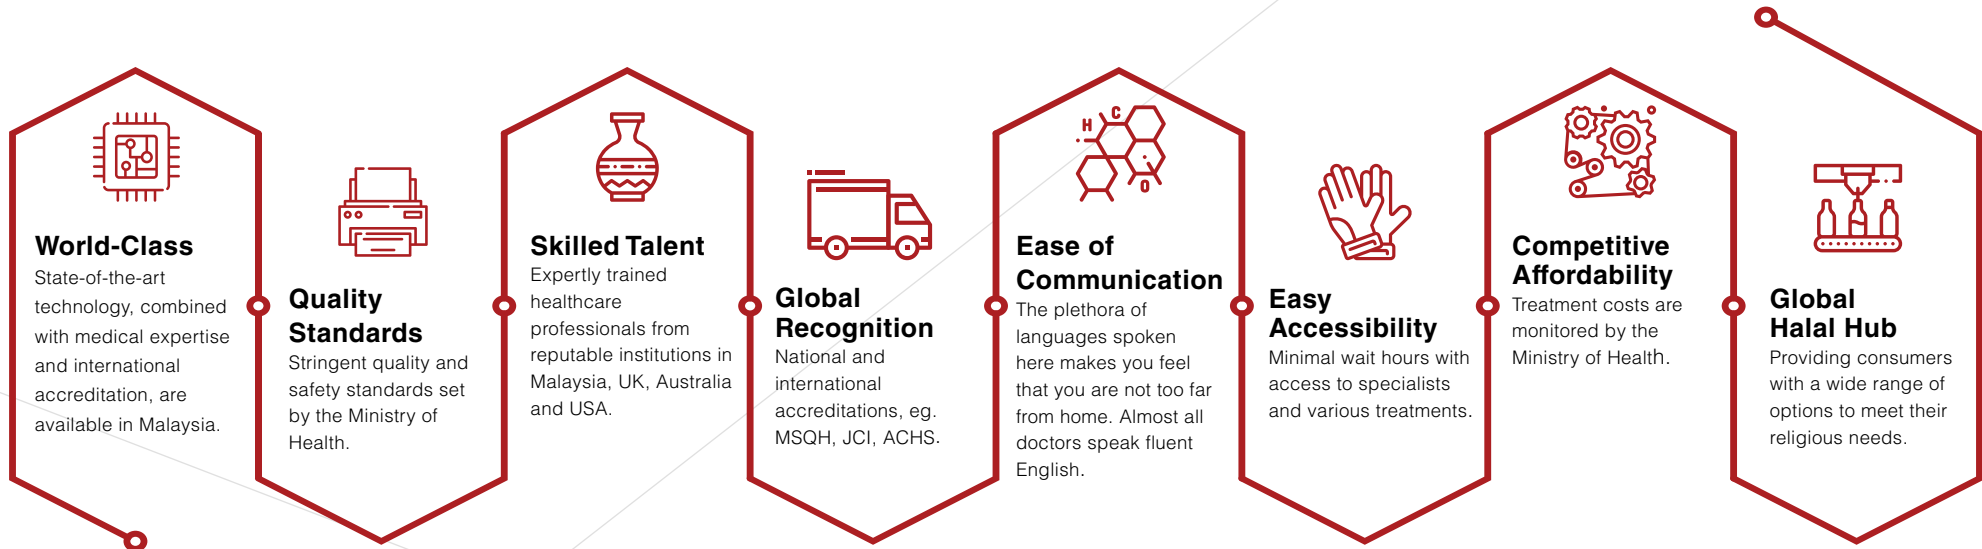 World-Class
State-of-the-art
technology, combined
with medical expertise
and international
accreditation, are
available in Malaysia.
Quality
Standards
Stringent quality and
safety standards set
by the Ministry of
Health.
Skilled Talent
Expertly trained
healthcare
professionals from
reputable institutions in
Malaysia, UK, Australia
and USA.
Global
Recognition
National and
international
accreditations, eg.
MSQH, JCI, ACHS.
H C
O
Ease of
Communication
The plethora of
languages spoken
here makes you feel
that you are not too far
from home. Almost all
doctors speak fluent
English.
Easy
Accessibility
Minimal wait hours with
access to specialists
and various treatments.
Competitive
Affordability
Treatment costs are
monitored by the
Ministry of Health.
Global
Halal Hub
Providing consumers
with a wide range of
options to meet their
religious needs.